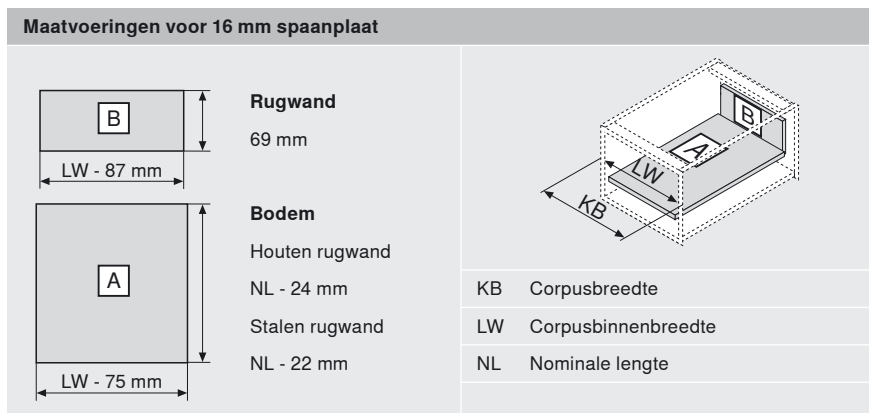 Maatvoeringen voor 16 mm spaanplaat
B
LW - 87 mm
Rugwand
69 mm
A
LW - 75 mm
Bodem
Houten rugwand
NL - 24 mm
Stalen rugwand
NL - 22 mm
B
A
LW
KB
KB Corpusbreedte
LW Corpusbinnenbreedte
NL Nominale lengte